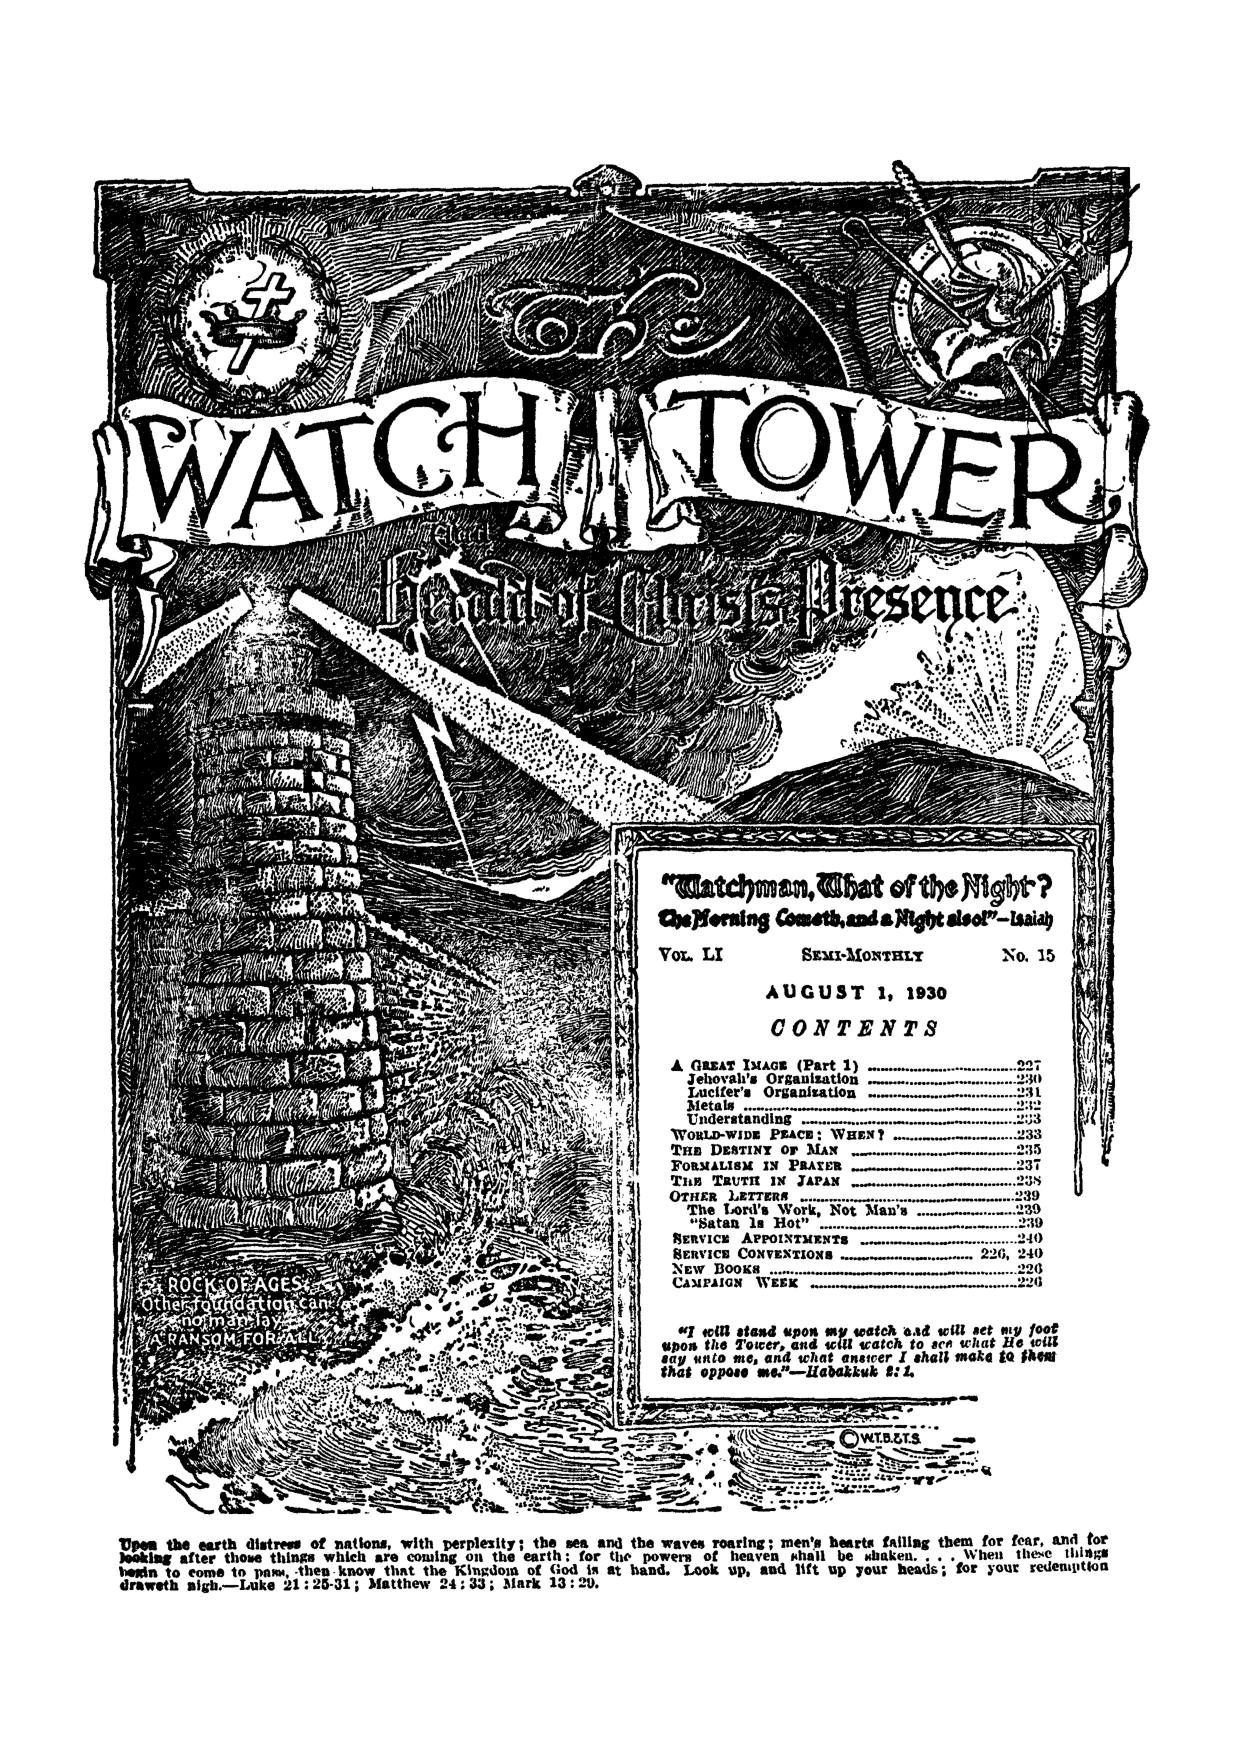 The
WATCH TOWER
And
Herald of Christ's Presence
"Watchman, What of the Night?
The Morning Cometh, and a Night also!"—Isaiah
VOL. LI SEMI-MONTHLY No. 15
AUGUST 1, 1930
CONTENTS
A GREAT IMAGE (Part 1) 227
Jehovah's Organization 230
Lucifer's Organization 231
Metals 232
Understanding 233
WORLD-WIDE PEACE: WHEN? 233
THE DESTINY OF MAN 235
FORMALISM IN PRAYER 237
THE TRUTH IN JAPAN 238
OTHER LETTERS 239
The Lord's Work, Not Man's 239
"Satan Is Hot" 239
SERVICE APPOINTMENTS 240
SERVICE CONVENTIONS 226, 240
NEW BOOKS 226
CAMPAIGN WEEK 226
"I will stand upon my watch and will set my foot
upon the Tower, and will watch to see what He will
say unto me, and what answer I shall make to them
that oppose me."—Habakkuk 2:1.
©W.T.B.&T.S.
ROCK OF AGES
Other foundation can
no man lay
A RANSOM FOR ALL
Upon the earth distress of nations, with perplexity; the sea and the waves roaring; men's hearts failing them for fear, and for
looking after those things which are coming on the earth: for the powers of heaven shall be shaken. . . . When these things
begin to come to pass, then know that the Kingdom of God is at hand. Look up, and lift up your heads; for your redemption
draweth nigh.—Luke 21:25-31; Matthew 24:33; Mark 13:29.